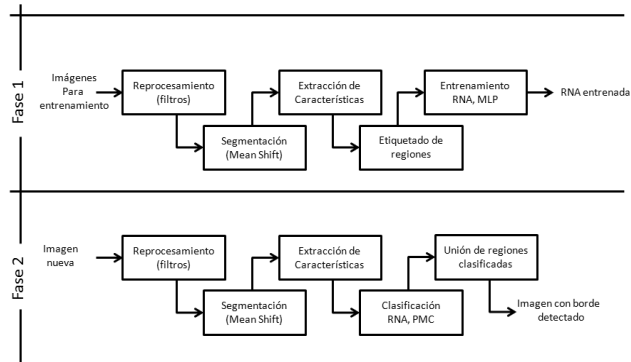 Fase 1
Imágenes
Para
entrenamiento
Reprocesamiento
(filtros)
Segmentación
(Mean Shift)
Extracción de
Características
Etiquetado de
regiones
Entrenamiento
RNA, MLP
RNA entrenada
Fase 2
Imagen
nueva
Reprocesamiento
(filtros)
Segmentación
(Mean Shift)
Extracción de
Características
Clasificación
RNA, PMC
Unión de regiones
clasificadas
Imagen con borde
detectado